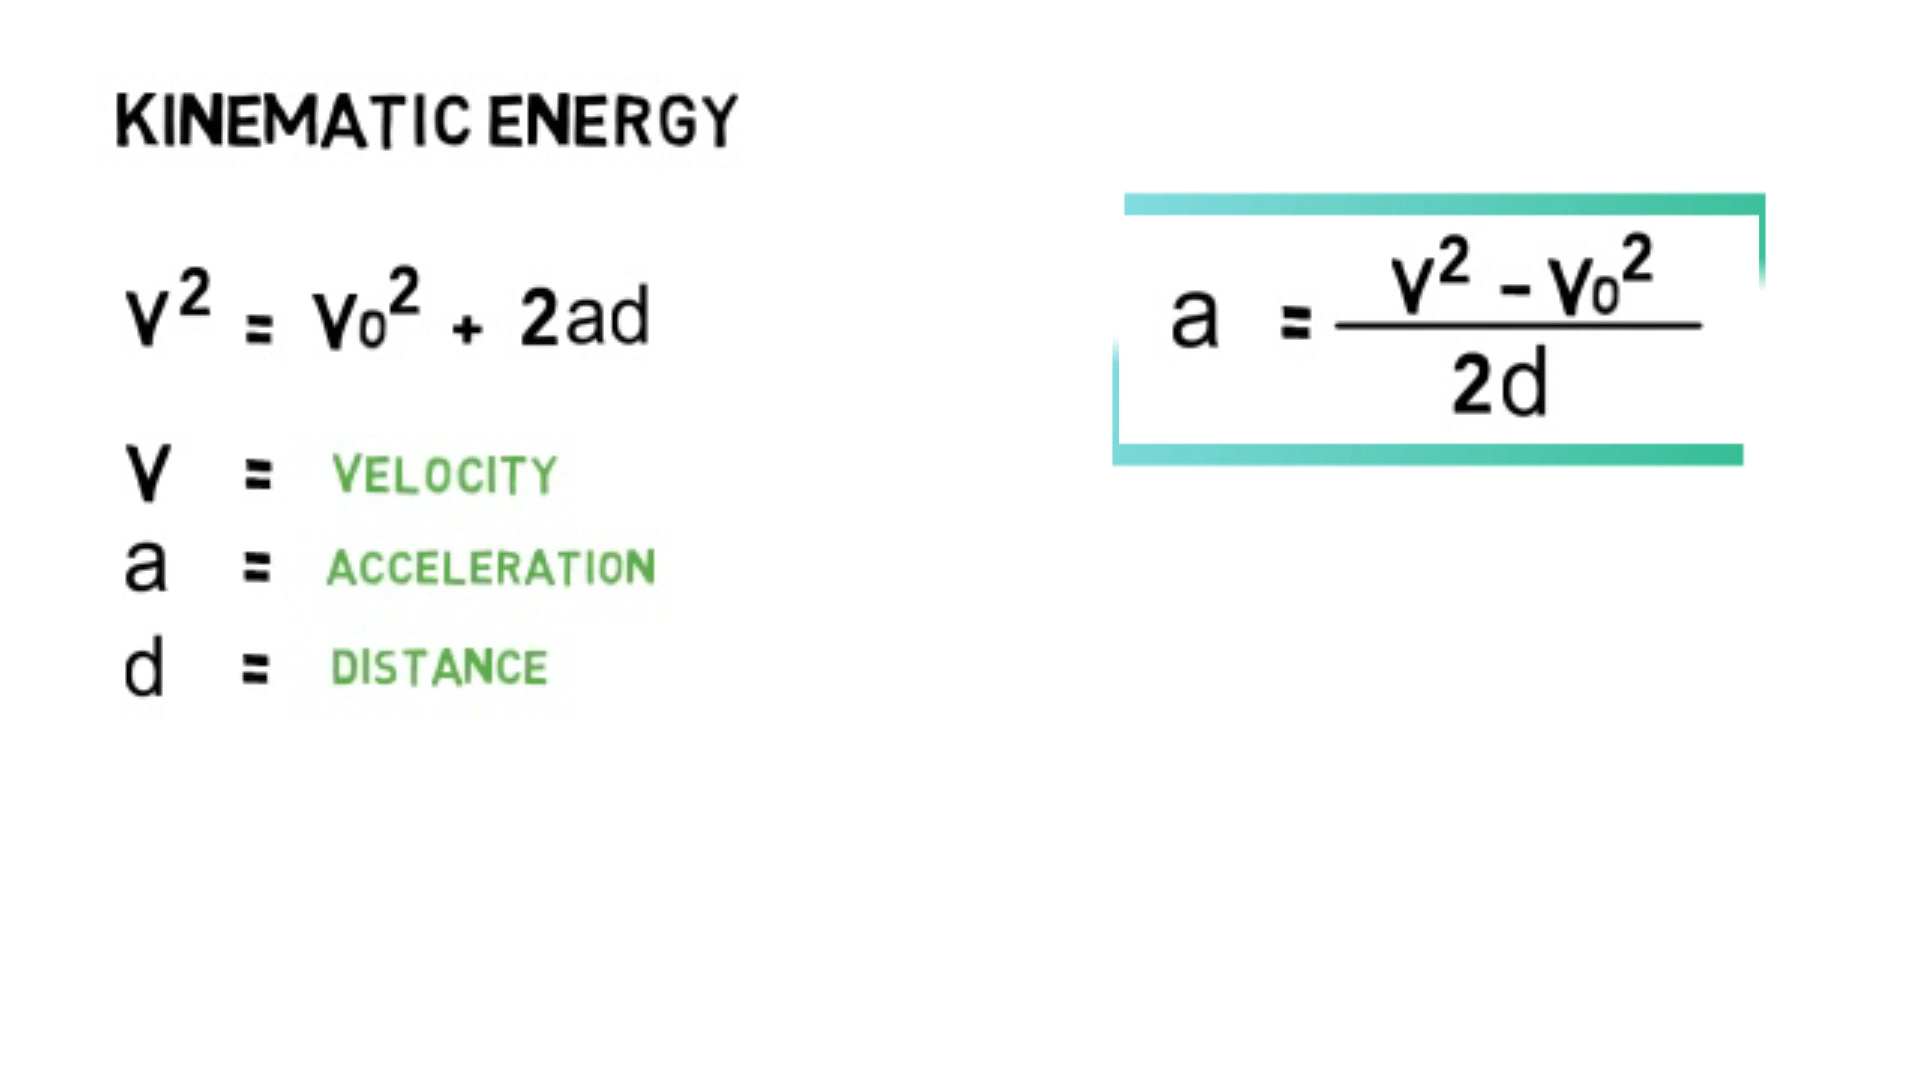 KINEMATIC ENERGY
v² = v₀² + 2ad
v = VELOCITY
a = ACCELERATION
d = DISTANCE
a = v² - v₀²
2d